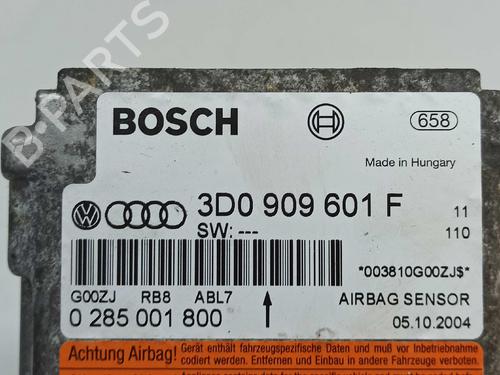 BOSCH 658
Made in Hungary
3D0 909 601 F 11
SW: --- 110
*003810G00ZJ$*
G00ZJ RB8 ABL7 AIRBAG SENSOR
0 285 001 800 05.10.2004
Achtung Airbag! Gerät enthält fahrzeugspezifische Daten und muß vor Inbetriebnahme
codiert werden. Entfernen und Einbau in andere Fahrzeuge verboten.
B-PARTS